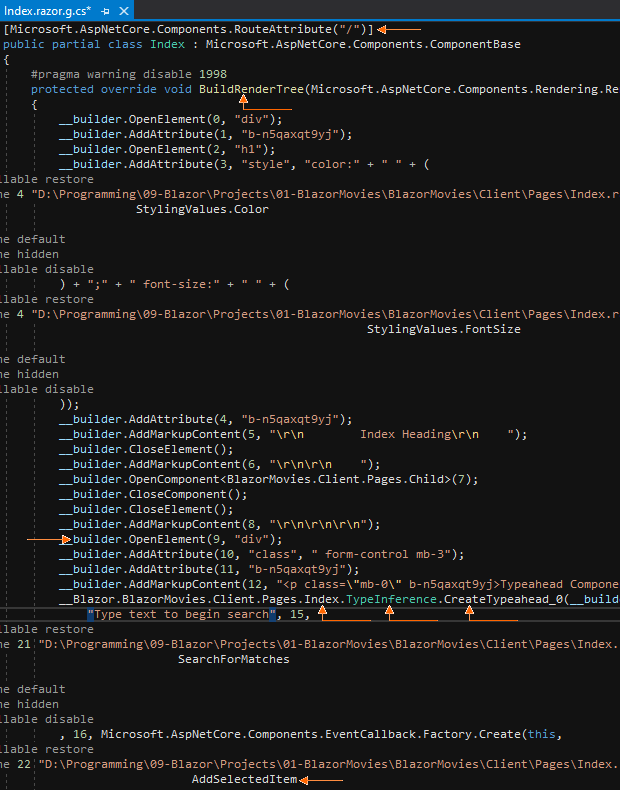 Index.razor.g.cs*
[Microsoft.AspNetCore.Components.RouteAttribute("/")]
public partial class Index : Microsoft.AspNetCore.Components.ComponentBase
{
#pragma warning disable 1998
protected override void BuildRenderTree(Microsoft.AspNetCore.Components.Rendering.Re
{
__builder.OpenElement(0, "div");
__builder.AddAttribute(1, "b-n5qaxqt9yj");
__builder.OpenElement(2, "h1");
__builder.AddAttribute(3, "style", "color:" + " " + (
llable restore
ne 4 "D:\Programming\09-Blazor\Projects\01-BlazorMovies\BlazorMovies\Client\Pages\Index.r
StylingValues.Color
ne default
ne hidden
llable disable
) + ";" + " font-size:" + " " + (
llable restore
ne 4 "D:\Programming\09-Blazor\Projects\01-BlazorMovies\BlazorMovies\Client\Pages\Index.r
StylingValues.FontSize
ne default
ne hidden
llable disable
));
__builder.AddAttribute(4, "b-n5qaxqt9yj");
__builder.AddMarkupContent(5, "\r\n        Index Heading\r\n    ");
__builder.CloseElement();
__builder.AddMarkupContent(6, "\r\n\r\n    ");
__builder.OpenComponent<BlazorMovies.Client.Pages.Child>(7);
__builder.CloseComponent();
__builder.CloseElement();
__builder.AddMarkupContent(8, "\r\n\r\n\r\n");
__builder.OpenElement(9, "div");
__builder.AddAttribute(10, "class", " form-control mb-3");
__builder.AddAttribute(11, "b-n5qaxqt9yj");
__builder.AddMarkupContent(12, "<p class=\"mb-0\" b-n5qaxqt9yj>Typeahead Compone
__Blazor.BlazorMovies.Client.Pages.Index.TypeInference.CreateTypeahead_0(__build
"Type text to begin search", 15,
llable restore
ne 21 "D:\Programming\09-Blazor\Projects\01-BlazorMovies\BlazorMovies\Client\Pages\Index.
SearchForMatches
ne default
ne hidden
llable disable
, 16, Microsoft.AspNetCore.Components.EventCallback.Factory.Create(this,
llable restore
ne 22 "D:\Programming\09-Blazor\Projects\01-BlazorMovies\BlazorMovies\Client\Pages\Index.
AddSelectedItem